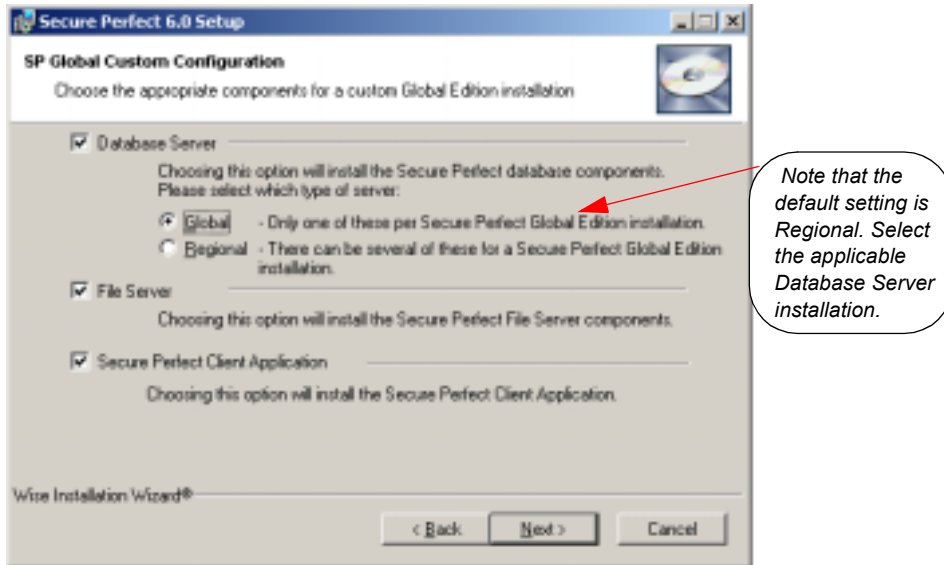 Secure Perfect 6.0 Setup
SP Global Custom Configuration
Choose the appropriate components for a custom Global Edition installation
Database Server
Choosing this option will install the Secure Perfect database components.
Please select which type of server:
Global - Only one of these per Secure Perfect Global Edition installation.
Regional - There can be several of these for a Secure Perfect Global Edition
installation.
File Server
Choosing this option will install the Secure Perfect File Server components.
Secure Perfect Client Application
Choosing this option will install the Secure Perfect Client Application.
Wise Installation Wizard®
< Back
Next >
Cancel
Note that the
default setting is
Regional. Select
the applicable
Database Server
installation.